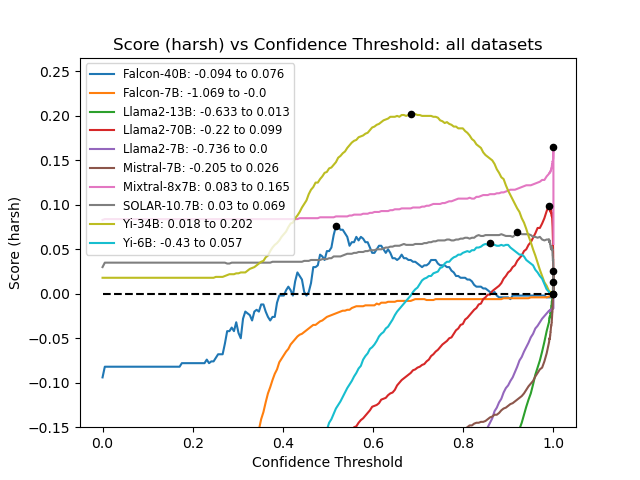 Score (harsh) vs Confidence Threshold: all datasets
Score (harsh)
0.25
0.20
0.15
0.10
0.05
0.00
−0.05
−0.10
−0.15
Falcon-40B: -0.094 to 0.076
Falcon-7B: -1.069 to -0.0
Llama2-13B: -0.633 to 0.013
Llama2-70B: -0.22 to 0.099
Llama2-7B: -0.736 to 0.0
Mistral-7B: -0.205 to 0.026
Mixtral-8x7B: 0.083 to 0.165
SOLAR-10.7B: 0.03 to 0.069
Yi-34B: 0.018 to 0.202
Yi-6B: -0.43 to 0.057
0.0 0.2 0.4 0.6 0.8 1.0
Confidence Threshold